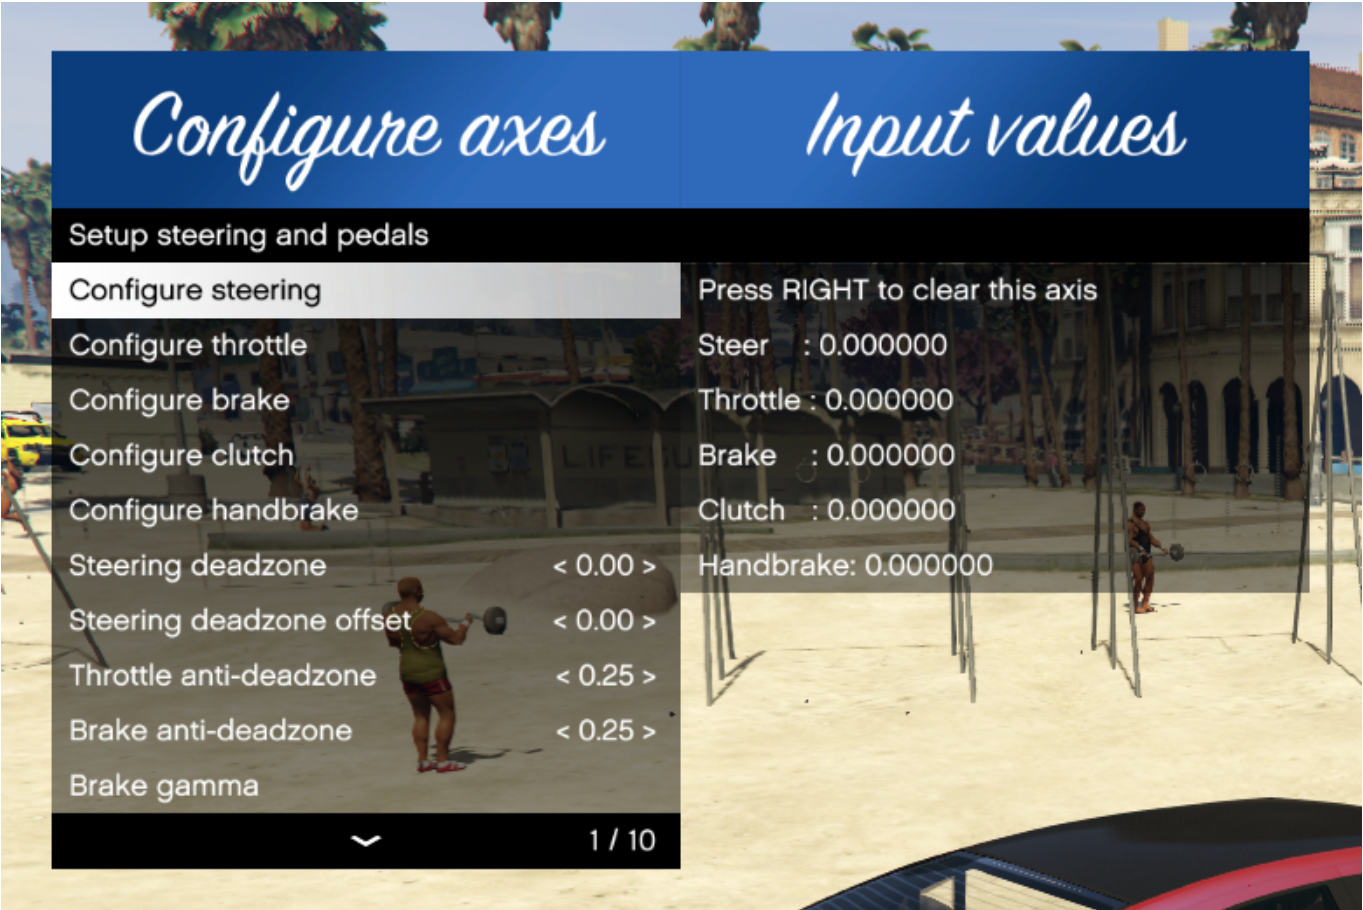 Configure axes
Input values
Setup steering and pedals
Configure steering
Configure throttle
Configure brake
Configure clutch
Configure handbrake
Steering deadzone < 0.00 >
Steering deadzone offset < 0.00 >
Throttle anti-deadzone < 0.25 >
Brake anti-deadzone < 0.25 >
Brake gamma
1 / 10
Press RIGHT to clear this axis
Steer : 0.000000
Throttle : 0.000000
Brake : 0.000000
Clutch : 0.000000
Handbrake: 0.000000